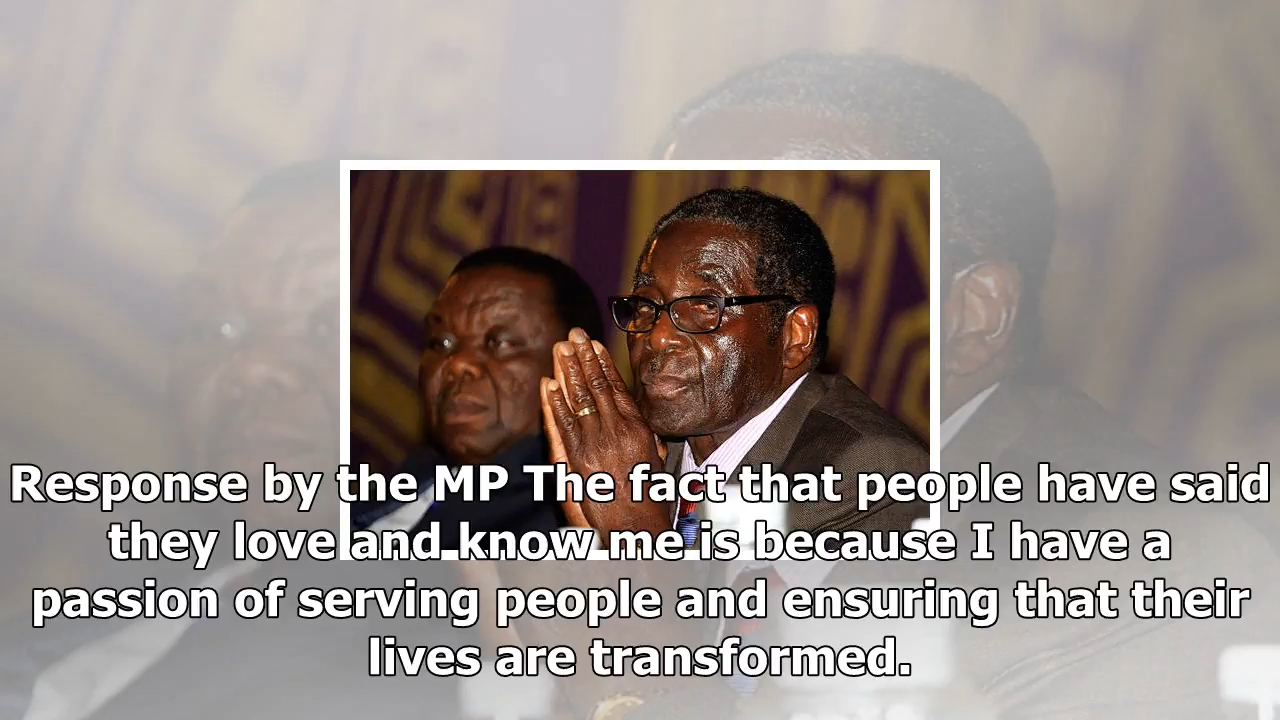 Response by the MP The fact that people have said
they love and know me is because I have a
passion of serving people and ensuring that their
lives are transformed.